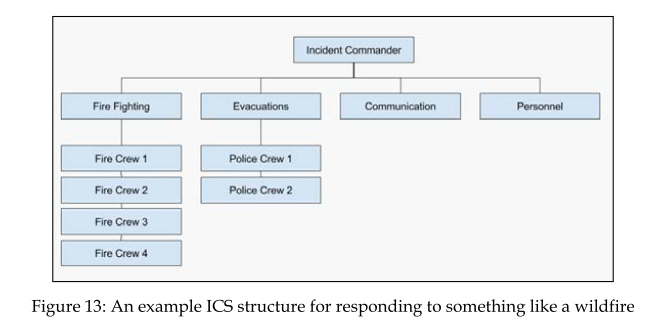 Incident Commander
Fire Fighting
Evacuations
Communication
Personnel
Fire Crew 1
Police Crew 1
Fire Crew 2
Police Crew 2
Fire Crew 3
Fire Crew 4
Figure 13: An example ICS structure for responding to something like a wildfire